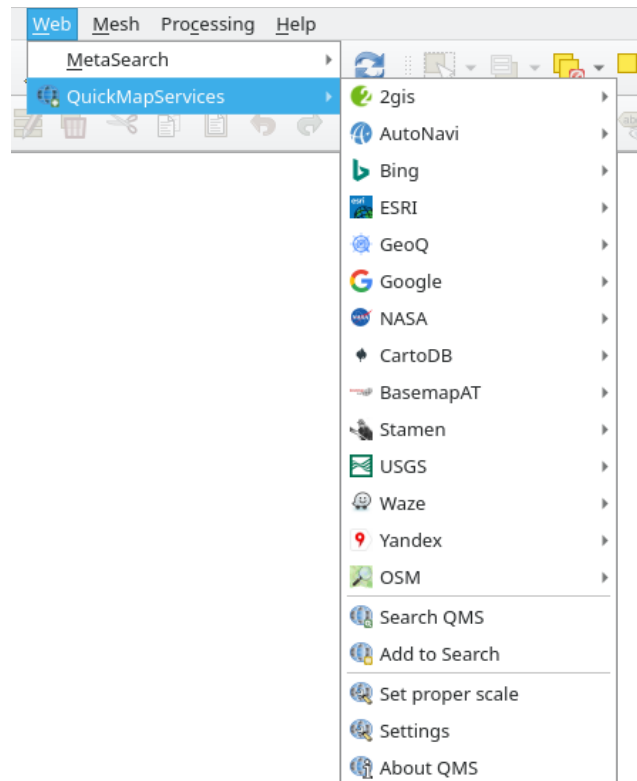 Web Mesh Processing Help
MetaSearch
QuickMapServices
2gis
AutoNavi
Bing
esri ESRI
GeoQ
Google
NASA
CartoDB
BasemapAT
Stamen
USGS
Waze
Yandex
OSM
Search QMS
Add to Search
Set proper scale
Settings
About QMS